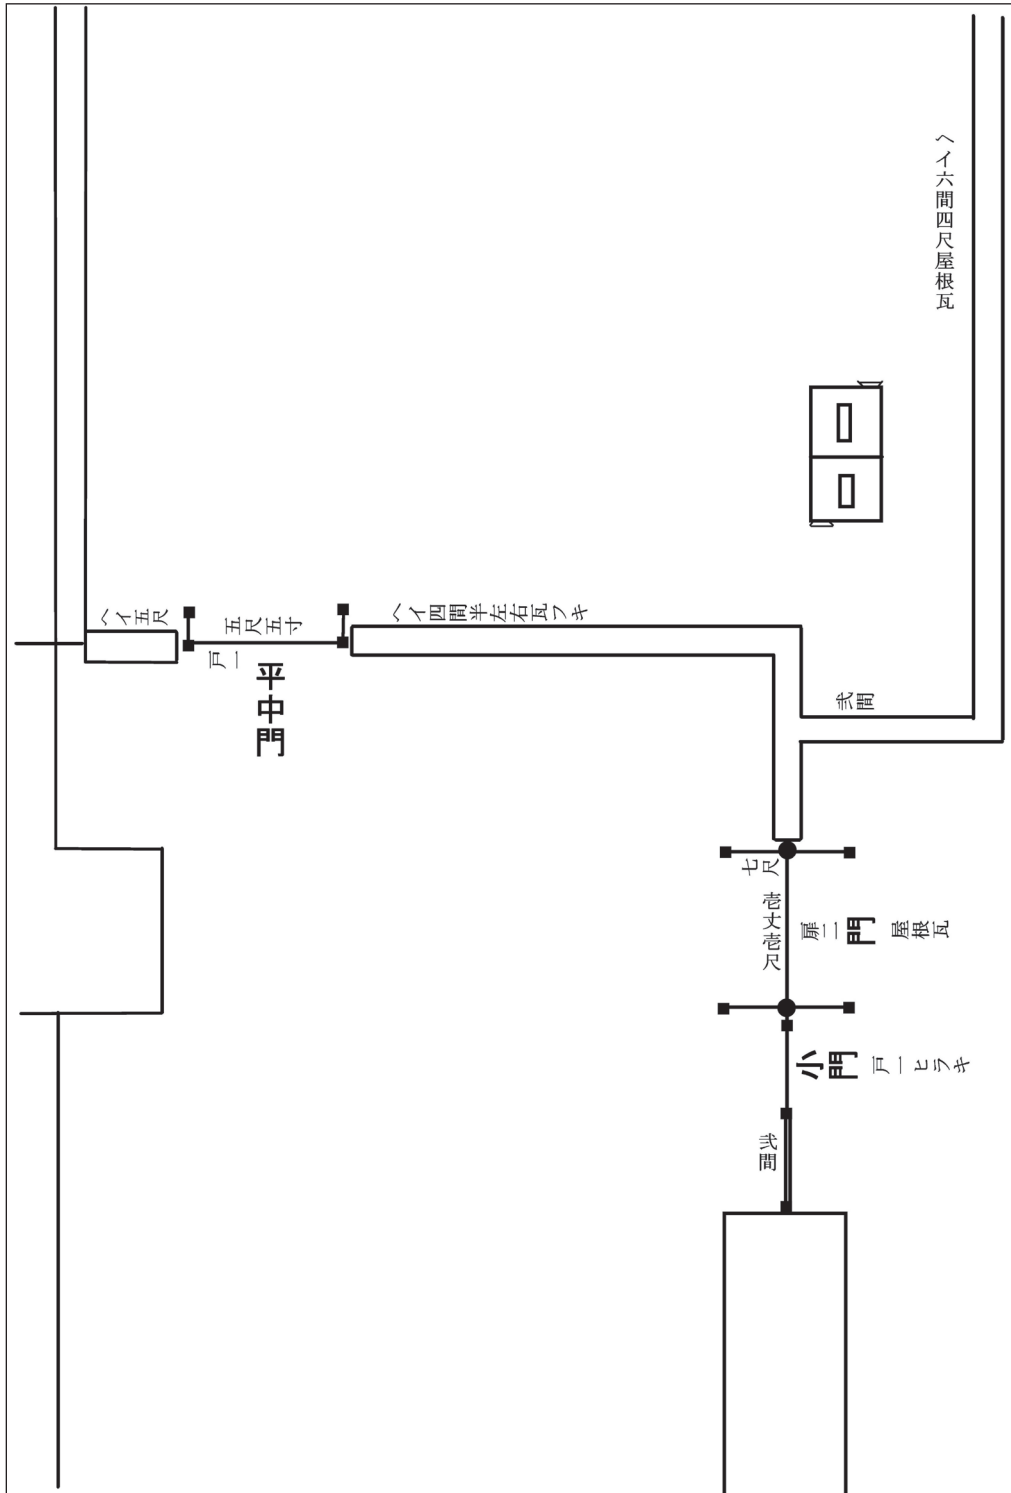 ヘイ六間四尺屋根瓦
ヘイ五尺
五尺五寸
戸一
平中門
ヘイ四間半左右瓦フキ
弐間
七尺
壱丈壱尺
扉二
門
屋根瓦
小門
戸一ヒラキ
弐間